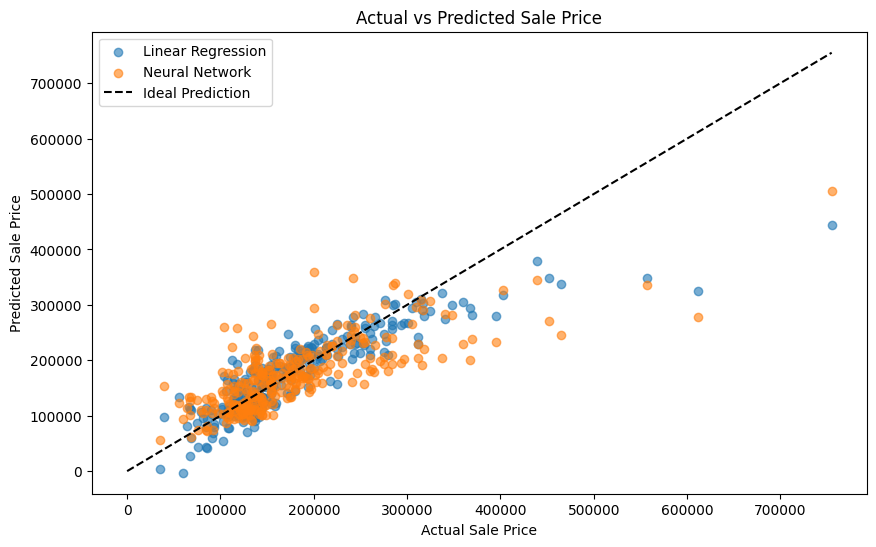 Actual vs Predicted Sale Price
Linear Regression
Neural Network
Ideal Prediction
700000
600000
500000
400000
300000
200000
100000
0
Predicted Sale Price
0 100000 200000 300000 400000 500000 600000 700000
Actual Sale Price